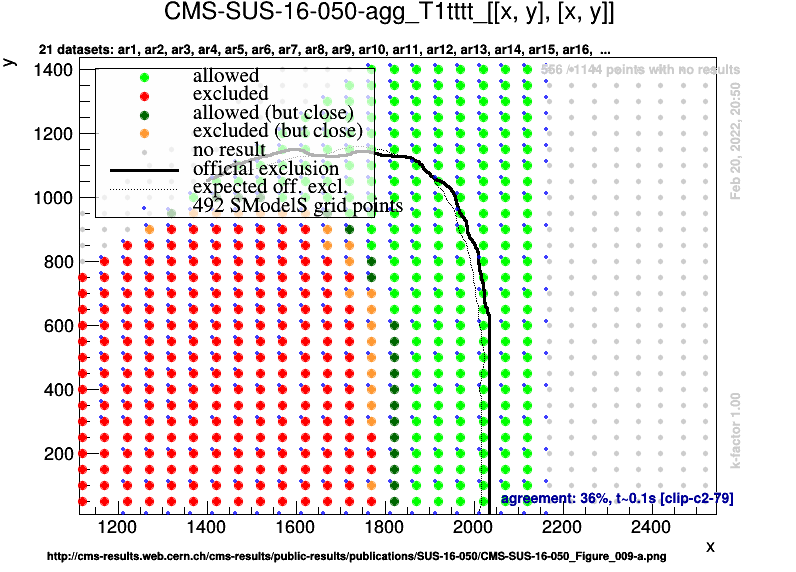 CMS-SUS-16-050-agg_T1tttt_[[x, y], [x, y]]
21 datasets: ar1, ar2, ar3, ar4, ar5, ar6, ar7, ar8, ar9, ar10, ar11, ar12, ar13, ar14, ar15, ar16, ...
y
556 / 1144 points with no results
allowed
excluded
allowed (but close)
excluded (but close)
no result
official exclusion
expected off. excl.
492 SModelS grid points
1400
1200
1000
800
600
400
200
1200 1400 1600 1800 2000 2200 2400
x
Feb 20, 2022, 20:50
k-factor 1.00
agreement: 36%, t~0.1s [clip-c2-79]
http://cms-results.web.cern.ch/cms-results/public-results/publications/SUS-16-050/CMS-SUS-16-050_Figure_009-a.png